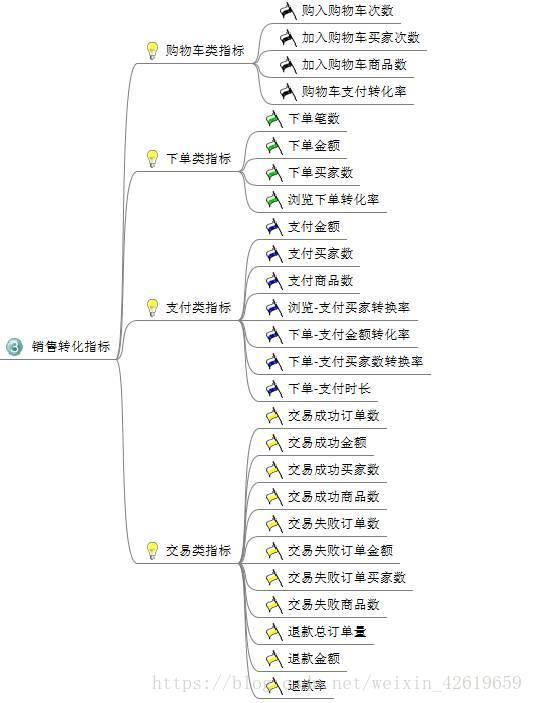 购入购物车次数
加入购物车买家次数
购物车类指标
加入购物车商品数
购物车支付转化率
下单笔数
下单金额
下单类指标
下单买家数
浏览下单转化率
支付金额
支付买家数
支付商品数
支付类指标
浏览-支付买家转换率
下单-支付金额转化率
3 销售转化指标
下单-支付买家数转换率
下单-支付时长
交易成功订单数
交易成功金额
交易成功买家数
交易成功商品数
交易失败订单数
交易类指标
交易失败订单金额
交易失败订单买家数
交易失败商品数
退款总订单量
退款金额
退款率
https://blog.csdn.net/weixin_42619659